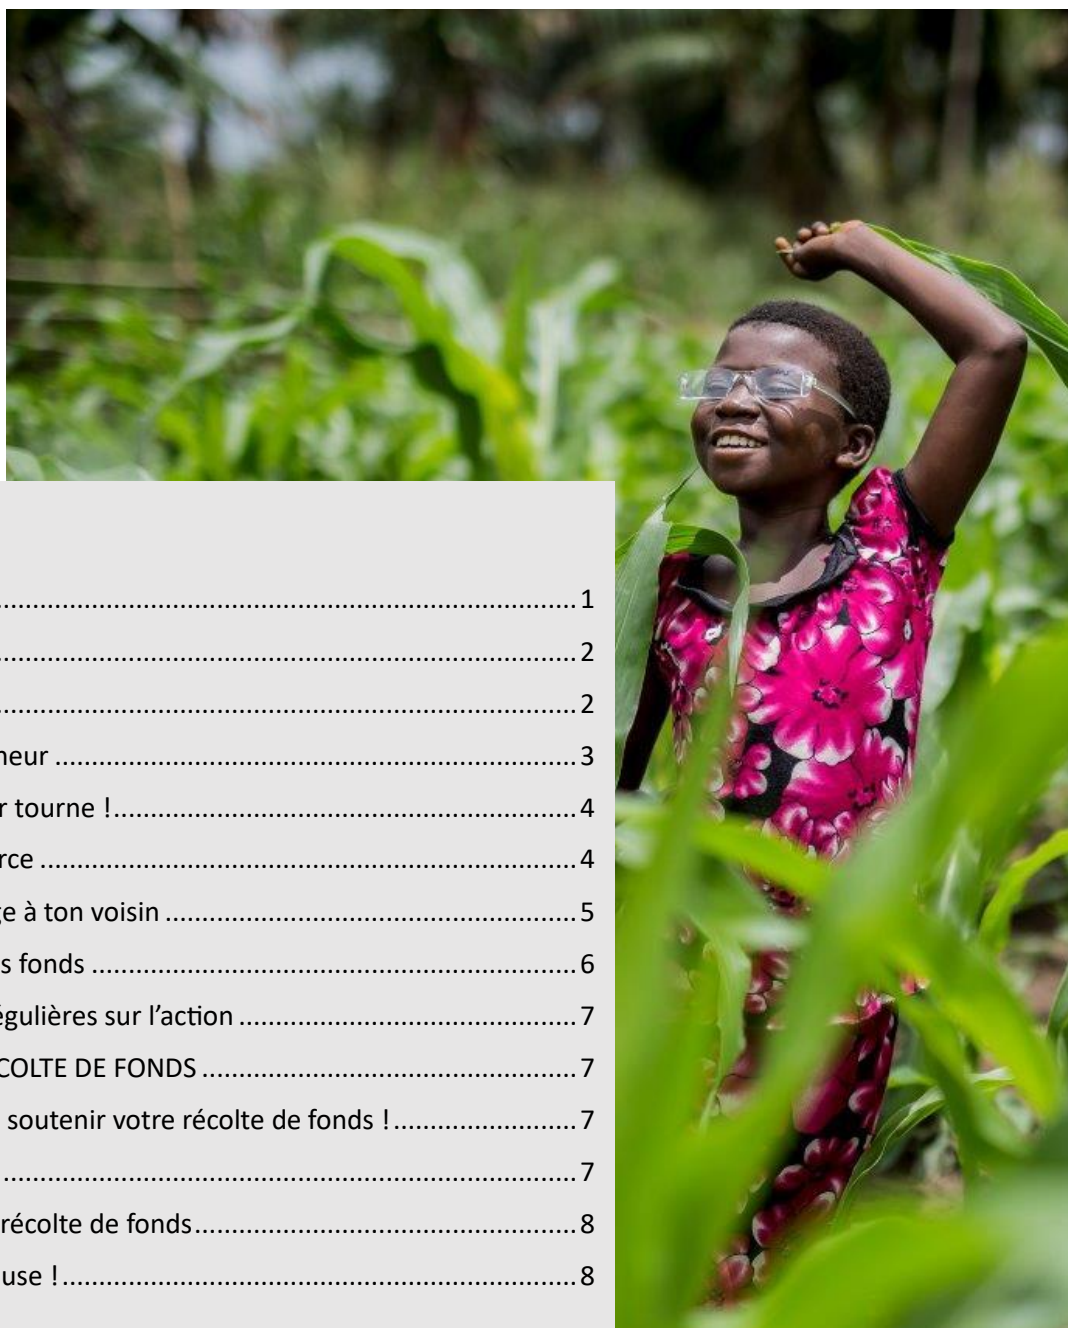 .......... 1
.......... 2
.......... 2
neur .......... 3
r tourne ! .......... 4
rce .......... 4
ge à ton voisin .......... 5
s fonds .......... 6
égulières sur l’action .......... 7
COLTE DE FONDS .......... 7
soutenir votre récolte de fonds ! .......... 7
.......... 7
récolte de fonds .......... 8
use ! .......... 8